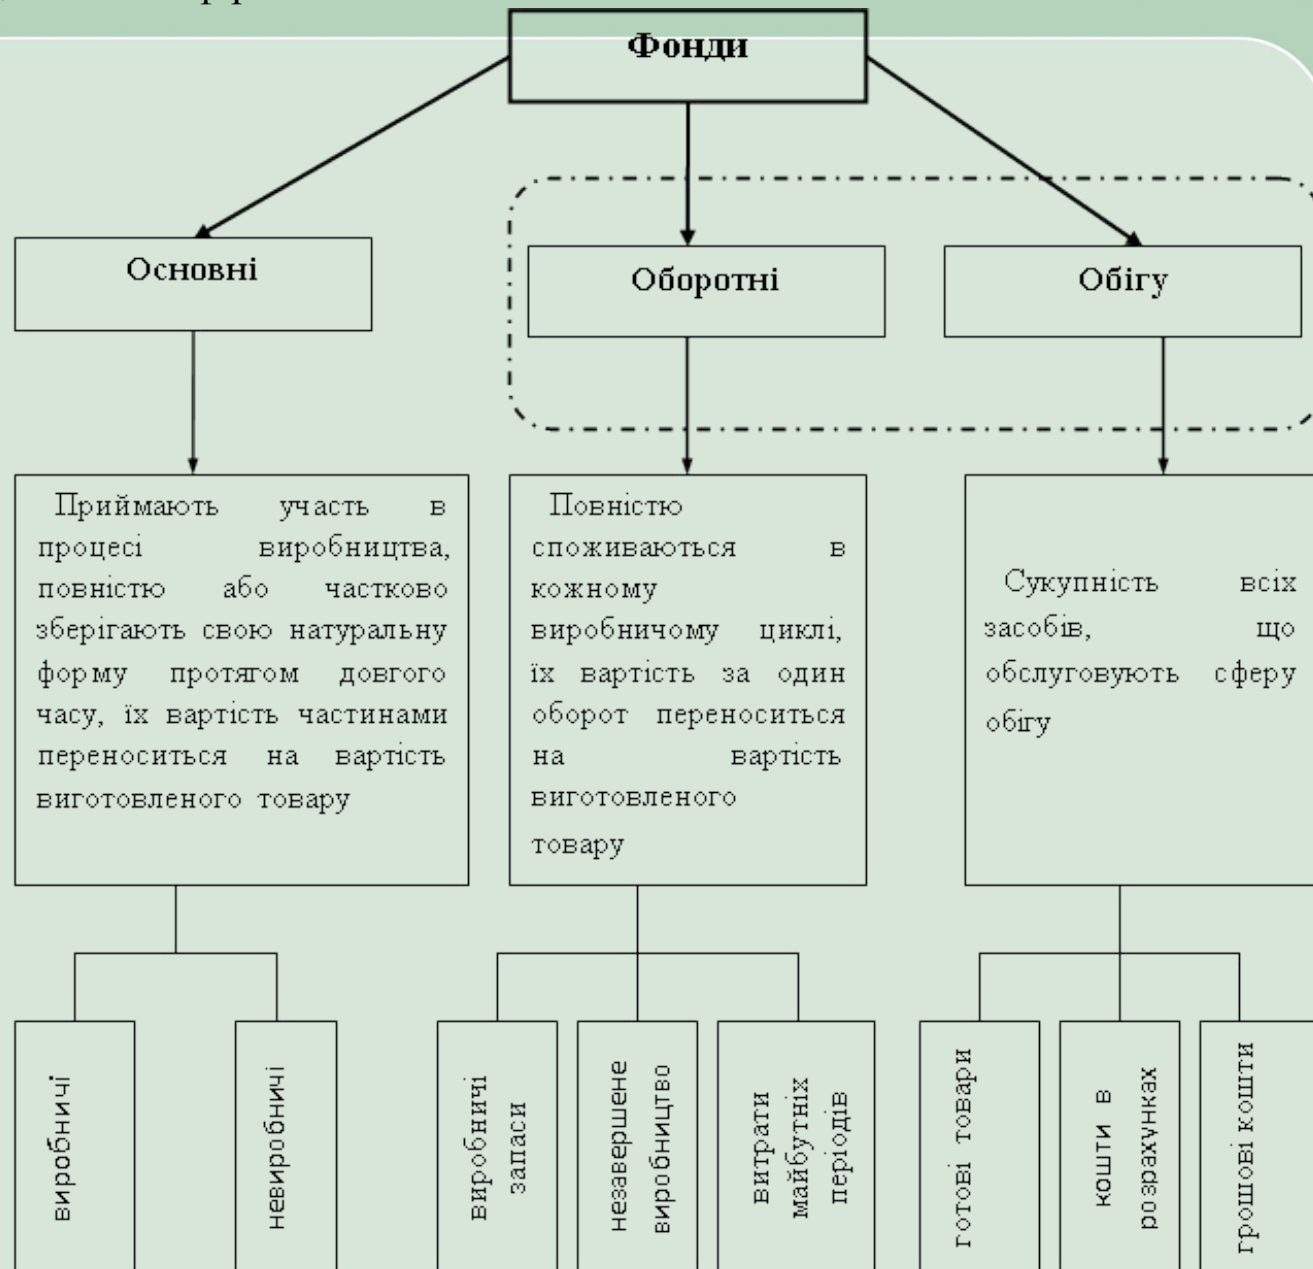 Фонди
Основні
Оборотні
Обігу
Приймають участь в
процесі виробництва,
повністю або частково
зберігають свою натуральну
форму протягом довгого
часу, їх вартість частинами
переноситься на вартість
виготовленого товару
Повністю
споживаються в
кожному
виробничому циклі,
їх вартість за один
оборот переноситься
на вартість
виготовленого
товару
Сукупність всіх
засобів, що
обслуговують сферу
обігу
виробничі
невиробничі
виробничі
запаси
незавершене
виробництво
витрати
майбутніх
періодів
готові товари
кошти в
розрахунках
грошові кошти